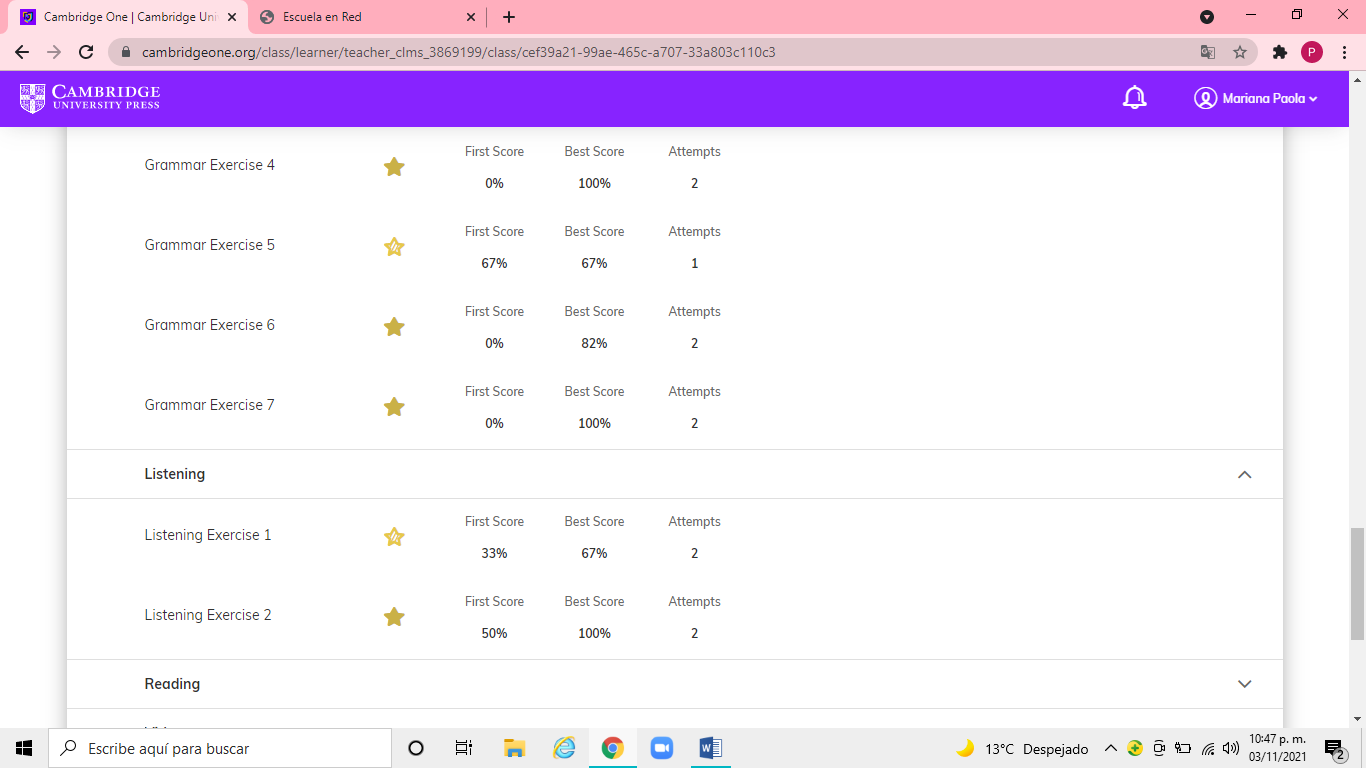 Cambridge One | Cambridge Uni
Escuela en Red
cambridgeone.org/class/learner/teacher_clms_3869199/class/cef39a21-99ae-465c-a707-33a803c110c3
P
CAMBRIDGE
UNIVERSITY PRESS
Mariana Paola
Grammar Exercise 4
First Score Best Score Attempts
0% 100% 2
Grammar Exercise 5
First Score Best Score Attempts
67% 67% 1
Grammar Exercise 6
First Score Best Score Attempts
0% 82% 2
Grammar Exercise 7
First Score Best Score Attempts
0% 100% 2
Listening
Listening Exercise 1
First Score Best Score Attempts
33% 67% 2
Listening Exercise 2
First Score Best Score Attempts
50% 100% 2
Reading
Escribe aquí para buscar
13°C Despejado
10:47 p. m.
03/11/2021
2